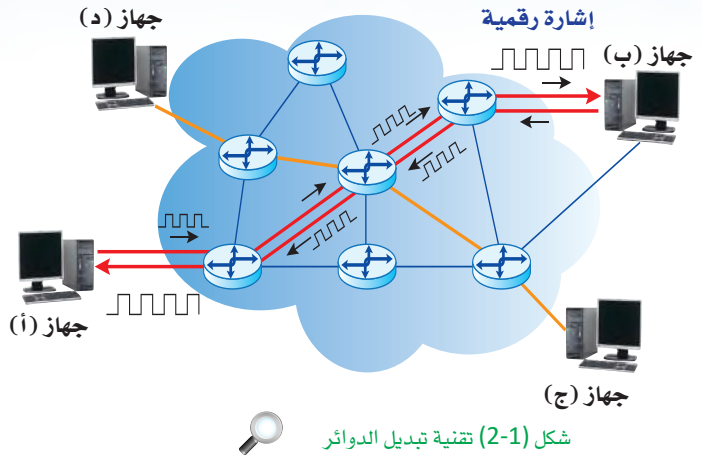 إشارة رقمية
جهاز (د)
جهاز (ب)
جهاز (أ)
جهاز (ج)
شكل (1-2) تقنية تبديل الدوائر